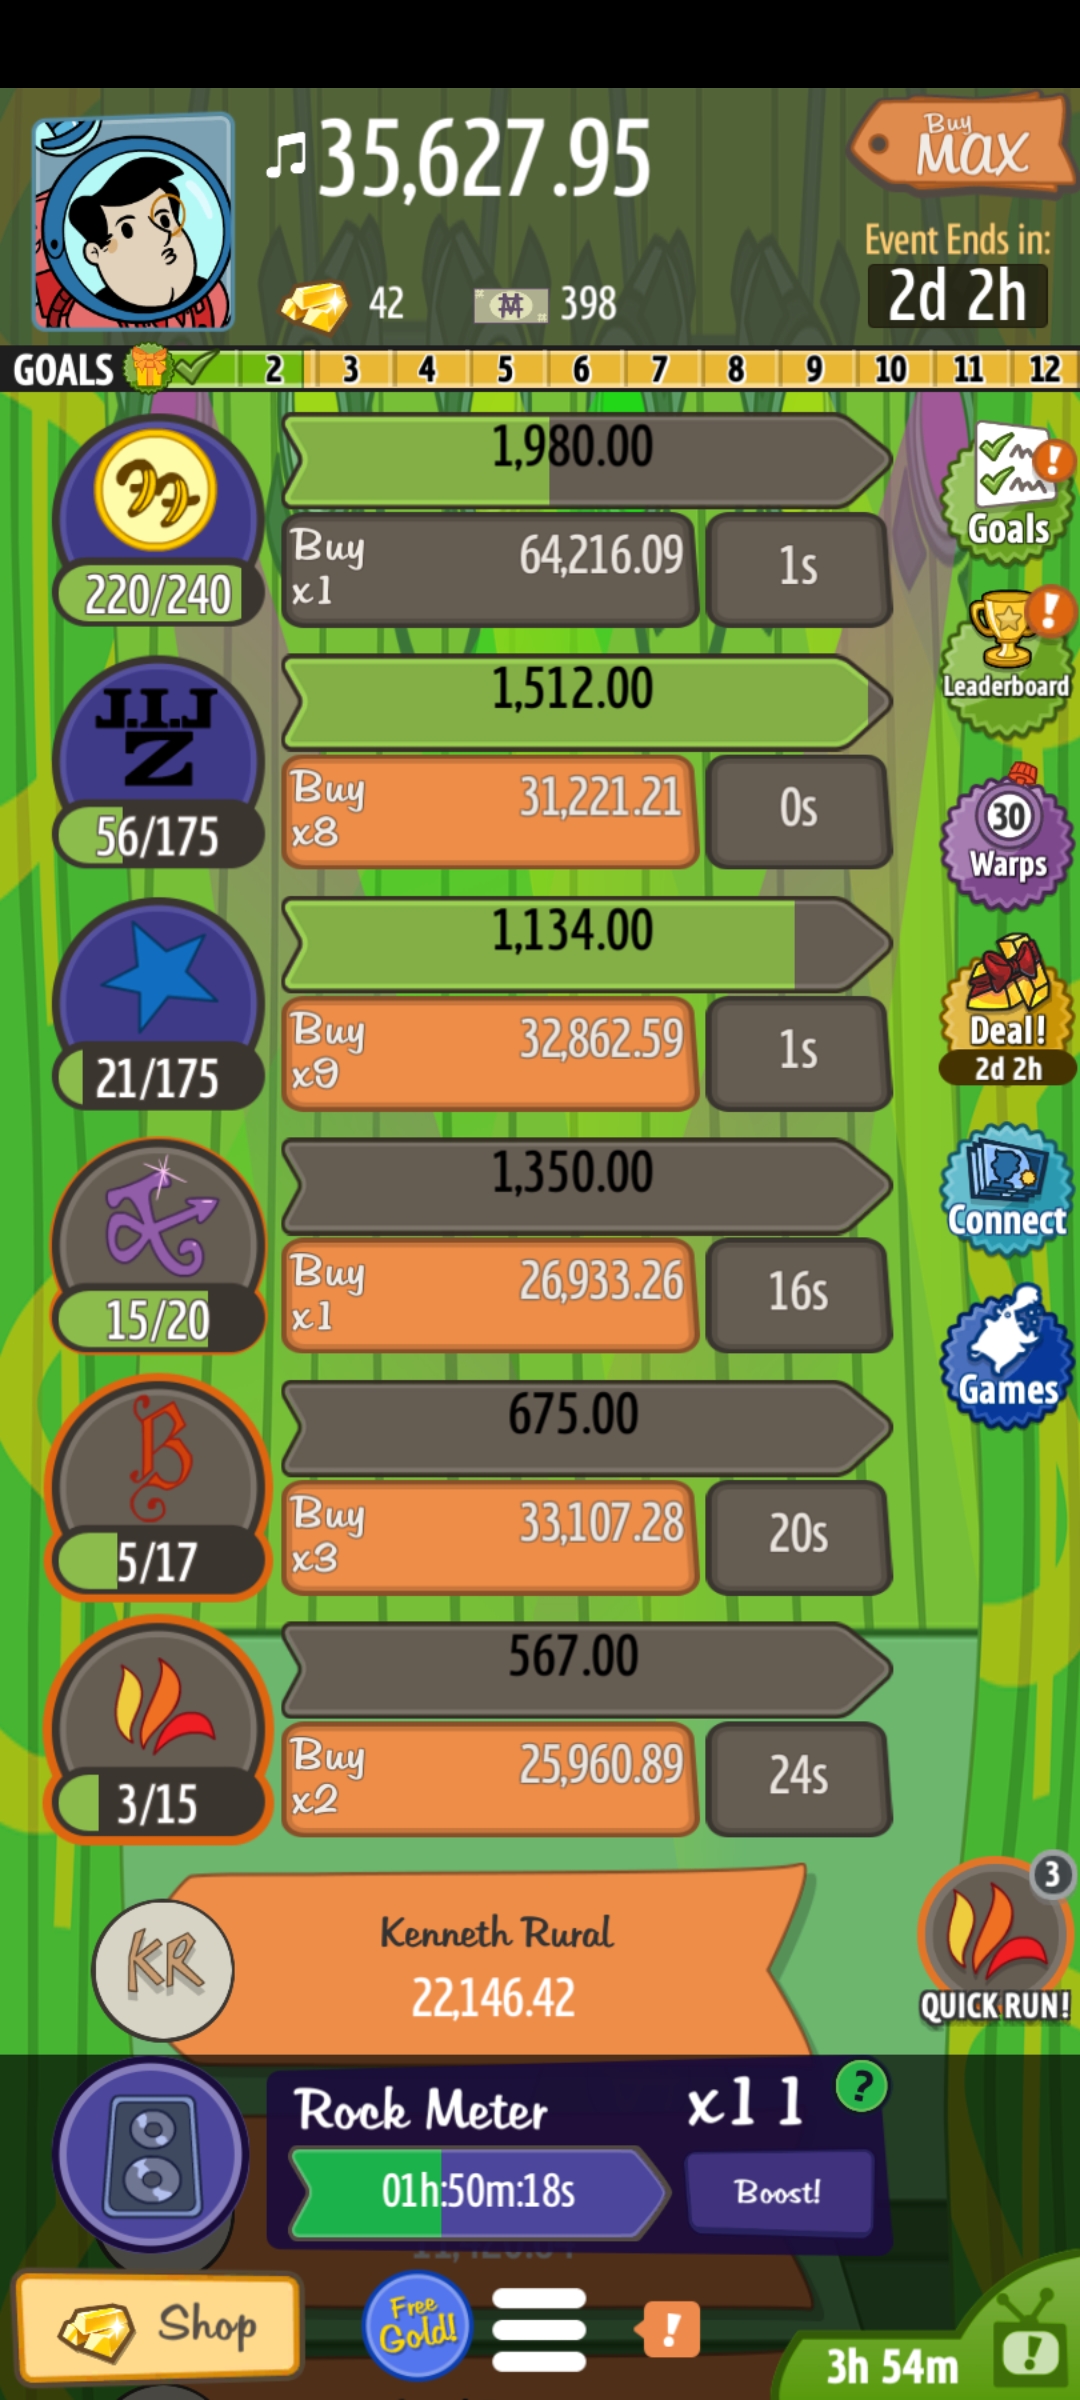 ♫35,627.95
Buy
MAX
Event Ends in:
42
398
2d 2h
GOALS 2 3 4 5 6 7 8 9 10 11 12
1,980.00
Buy
x1
64,216.09
1s
220/240
Goals
J.I.J
Z
1,512.00
Buy
x8
31,221.21
0s
56/175
Leaderboard
30
Warps
1,134.00
Buy
x9
32,862.59
1s
21/175
Deal!
2d 2h
1,350.00
Buy
x1
26,933.26
16s
15/20
Connect
B
675.00
Buy
x3
33,107.28
20s
5/17
Games
567.00
Buy
x2
25,960.89
24s
3/15
KR
Kenneth Rural
22,146.42
3
QUICK RUN!
Rock Meter
x11
?
01h:50m:18s
Boost!
Shop
Free
Gold!
!
3h 54m